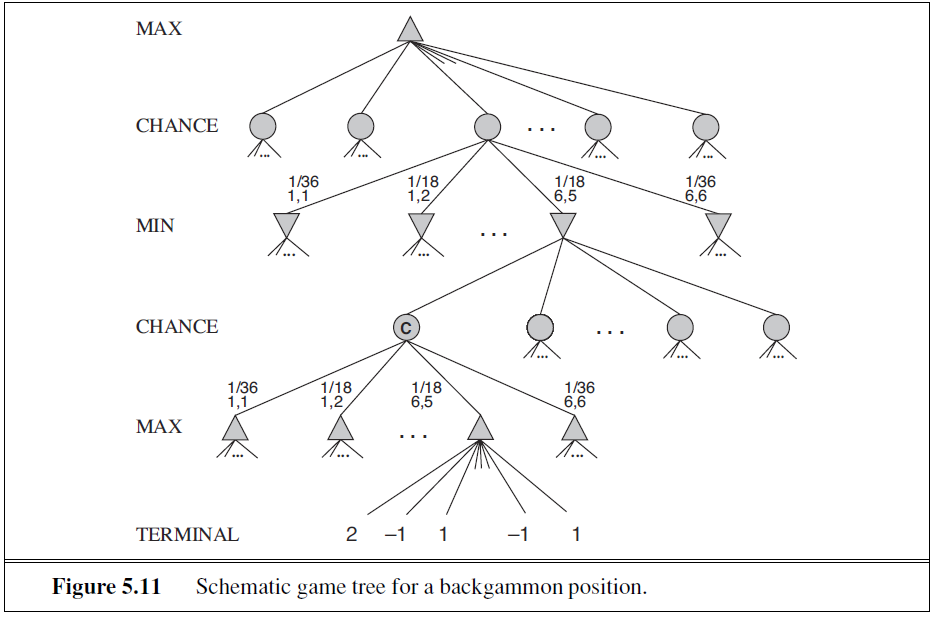 MAX
CHANCE
...
... ... ... ... ...
1/36 1/18 1/18 1/36
1,1 1,2 6,5 6,6
MIN
...
... ... ...
CHANCE
C
...
... ... ...
1/36 1/18 1/18 1/36
1,1 1,2 6,5 6,6
MAX
...
... ... ...
TERMINAL 2 –1 1 –1 1
Figure 5.11 Schematic game tree for a backgammon position.